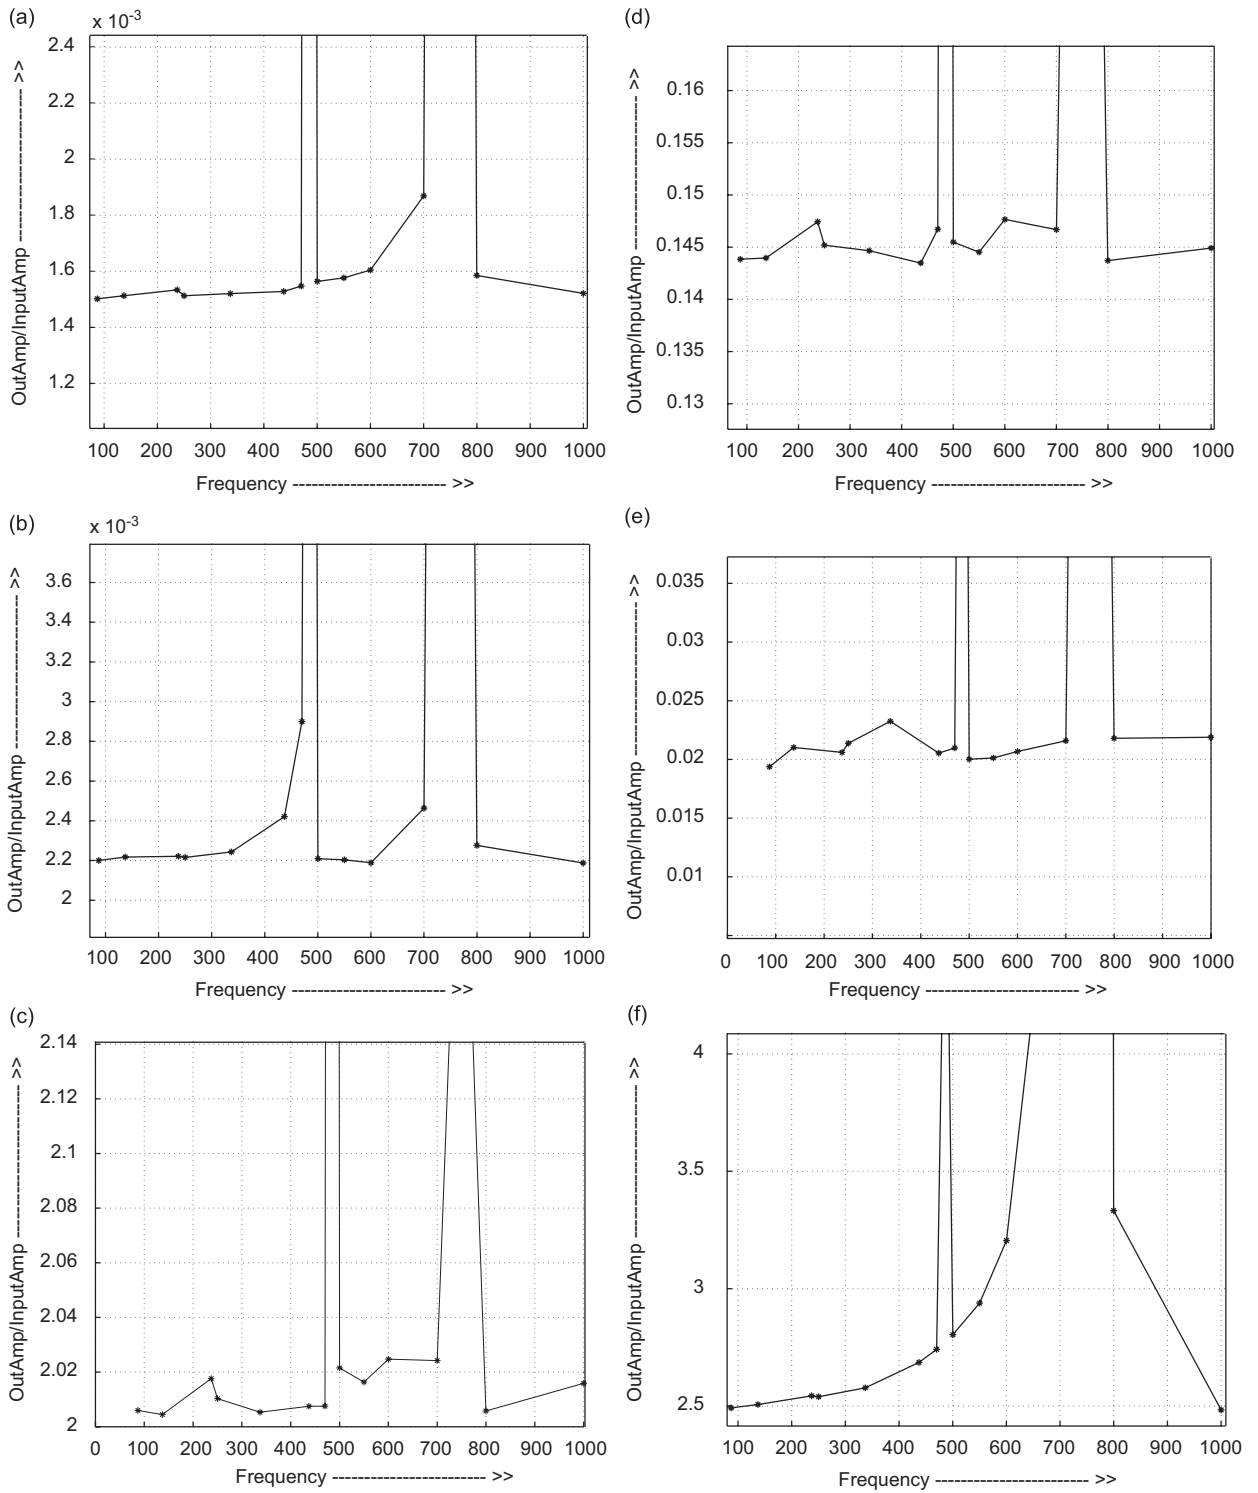 (a)
x 10-3
2.4
2.2
2
1.8
1.6
1.4
1.2
OutAmp/InputAmp ---------------------------- >>
100 200 300 400 500 600 700 800 900 1000
Frequency ------------------------ >>
(b)
x 10-3
3.6
3.4
3.2
3
2.8
2.6
2.4
2.2
2
OutAmp/InputAmp ---------------------------- >>
100 200 300 400 500 600 700 800 900 1000
Frequency ------------------------ >>
(c)
2.14
2.12
2.1
2.08
2.06
2.04
2.02
2
OutAmp/InputAmp ---------------------------- >>
0 100 200 300 400 500 600 700 800 900 1000
Frequency ------------------------ >>
(d)
0.16
0.155
0.15
0.145
0.14
0.135
0.13
OutAmp/InputAmp ---------------------------- >>
100 200 300 400 500 600 700 800 900 1000
Frequency ------------------------ >>
(e)
0.035
0.03
0.025
0.02
0.015
0.01
OutAmp/InputAmp ---------------------------- >>
0 100 200 300 400 500 600 700 800 900 1000
Frequency ------------------------ >>
(f)
4
3.5
3
2.5
OutAmp/InputAmp ---------------------------- >>
100 200 300 400 500 600 700 800 900 1000
Frequency ------------------------ >>